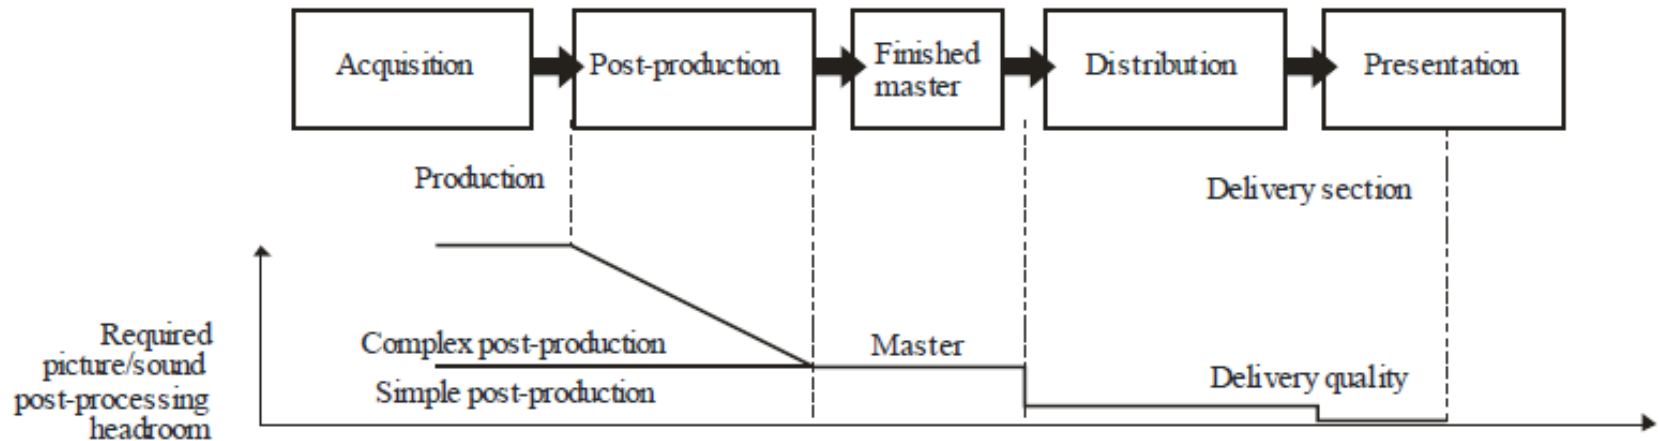 Acquisition
Post-production
Finished
master
Distribution
Presentation
Production
Delivery section
Required
picture/sound
post-processing
headroom
Complex post-production
Simple post-production
Master
Delivery quality